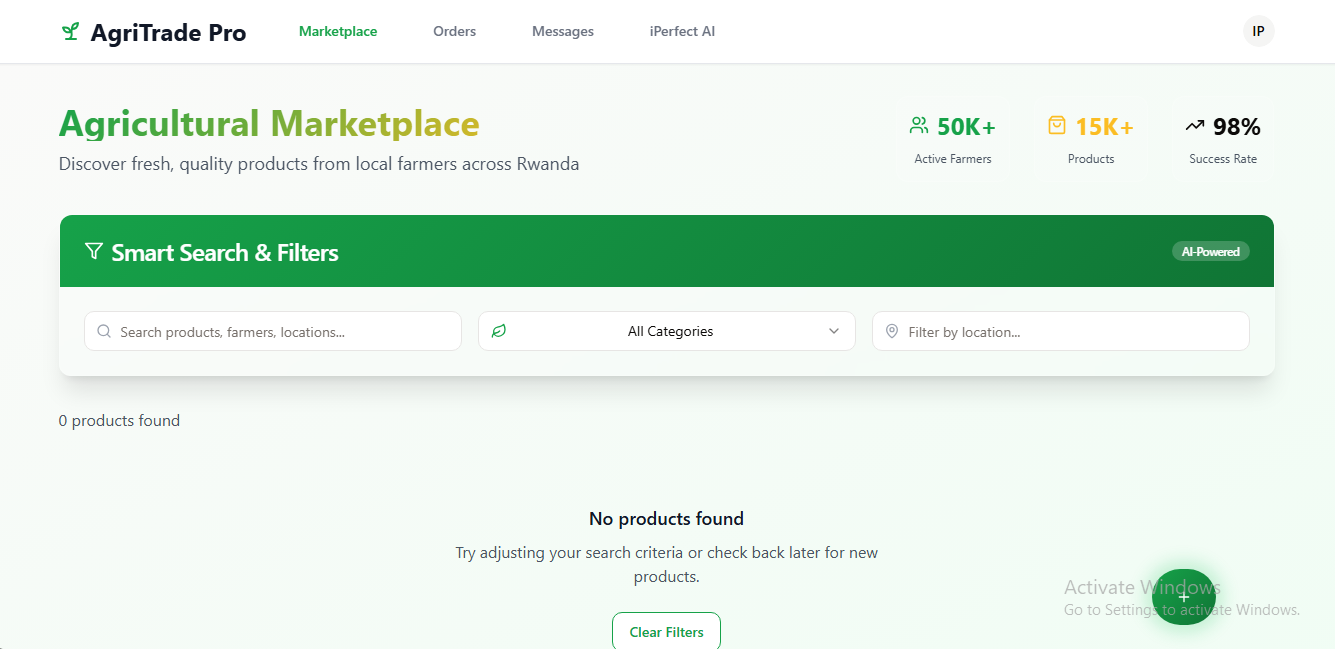 AgriTrade Pro
Marketplace
Orders
Messages
iPerfect AI
IP
Agricultural Marketplace
Discover fresh, quality products from local farmers across Rwanda
50K+
Active Farmers
15K+
Products
98%
Success Rate
Smart Search & Filters
AI-Powered
Search products, farmers, locations...
All Categories
Filter by location...
0 products found
No products found
Try adjusting your search criteria or check back later for new
products.
Clear Filters
+
Activate Windows
Go to Settings to activate Windows.